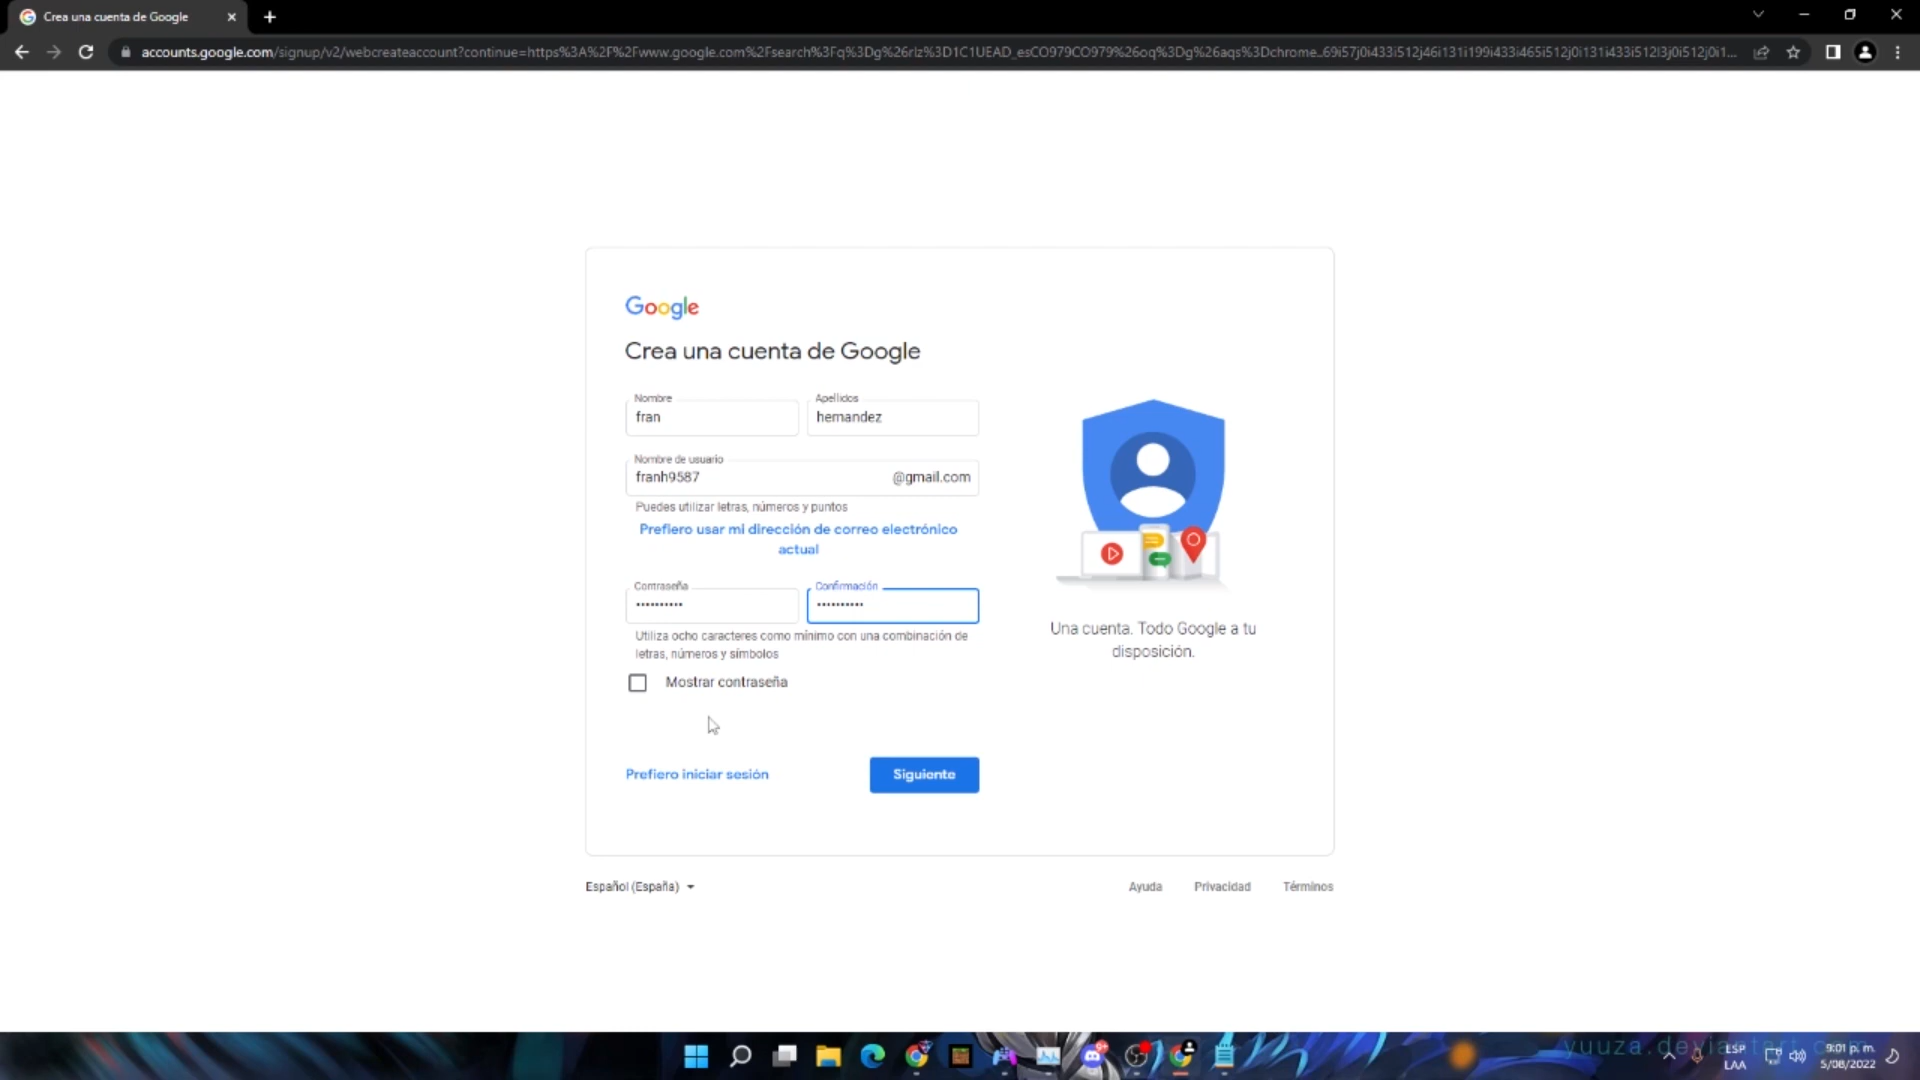 Crea una cuenta de Google
accounts.google.com/signup/v2/webcreateaccount?continue=https%3A%2F%2Fwww.google.com%2Fsearch%3Fq%3Dg%26rlz%3D1C1UEAD_esCO979CO979%26oq%3Dg%26aqs%3Dchrome..69i57j0i433i512j46i131i199i433i465i512j0i131i433i512l3j0i512j0i1...
Google
Crea una cuenta de Google
Nombre
Apellidos
fran
hernandez
Nombre de usuario
franh9587
@gmail.com
Puedes utilizar letras, números y puntos
Prefiero usar mi dirección de correo electrónico
actual
Contraseña
Confirmación
••••••••••
••••••••••
Utiliza ocho caracteres como mínimo con una combinación de
letras, números y símbolos
Mostrar contraseña
Prefiero iniciar sesión
Siguiente
Una cuenta. Todo Google a tu
disposición.
Español (España)
Ayuda
Privacidad
Términos
yuuza.deviantart.com
ESP
LAA
9:01 p. m.
5/08/2022